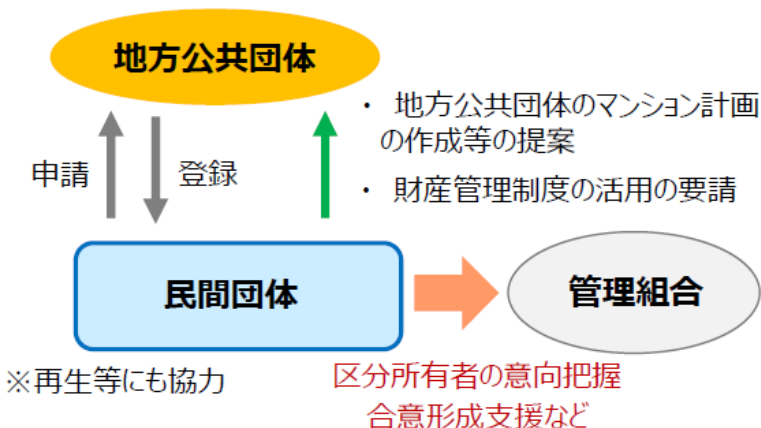 地方公共団体
・ 地方公共団体のマンション計画
の作成等の提案
申請
登録
・ 財産管理制度の活用の要請
民間団体
管理組合
※再生等にも協力
区分所有者の意向把握
合意形成支援など